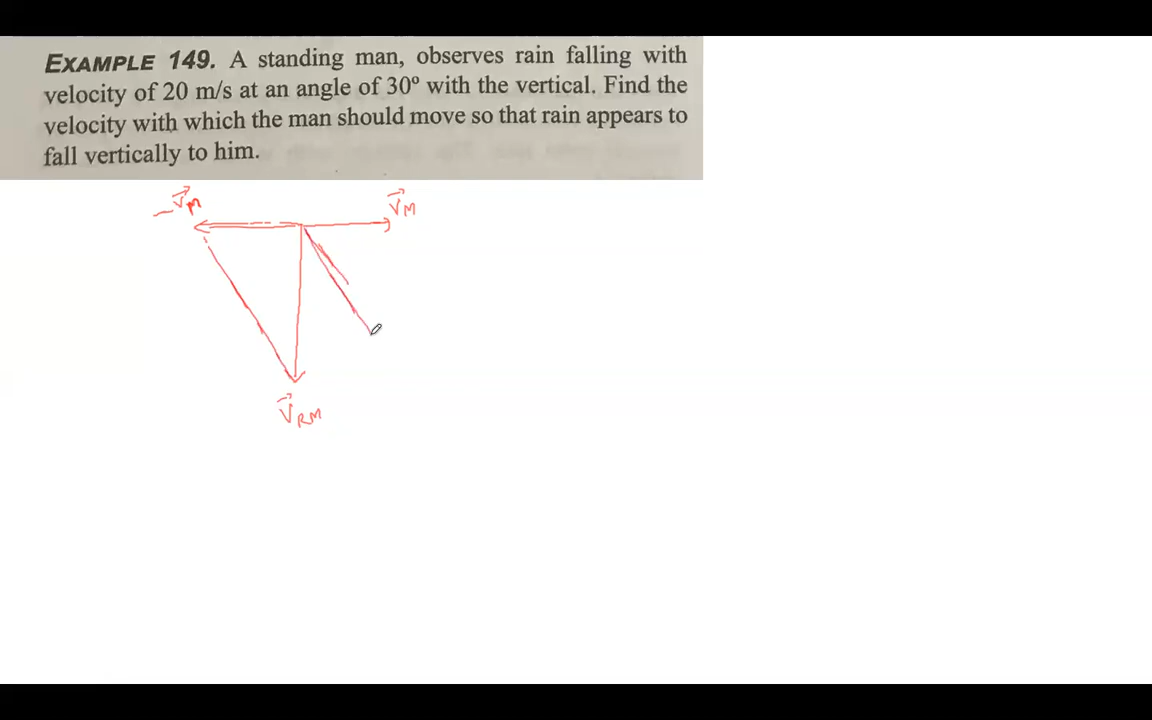 EXAMPLE 149. A standing man, observes rain falling with
velocity of 20 m/s at an angle of 30º with the vertical. Find the
velocity with which the man should move so that rain appears to
fall vertically to him.
-V⃗M
V⃗M
V⃗RM